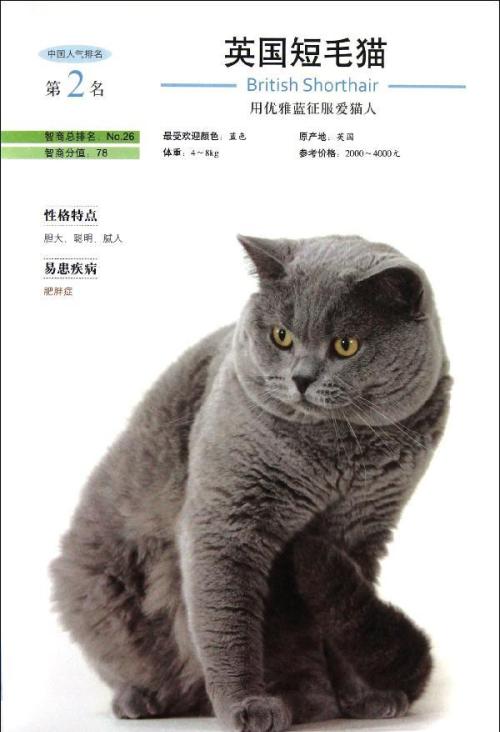 中国人气排名
第2名
英国短毛猫
British Shorthair
用优雅蓝征服爱猫人
智商总排名：No.26
智商分值：78
最受欢迎颜色：蓝色
体重：4～8kg
原产地：英国
参考价格：2000～4000元
性格特点
胆大、聪明、腻人
易患疾病
肥胖症